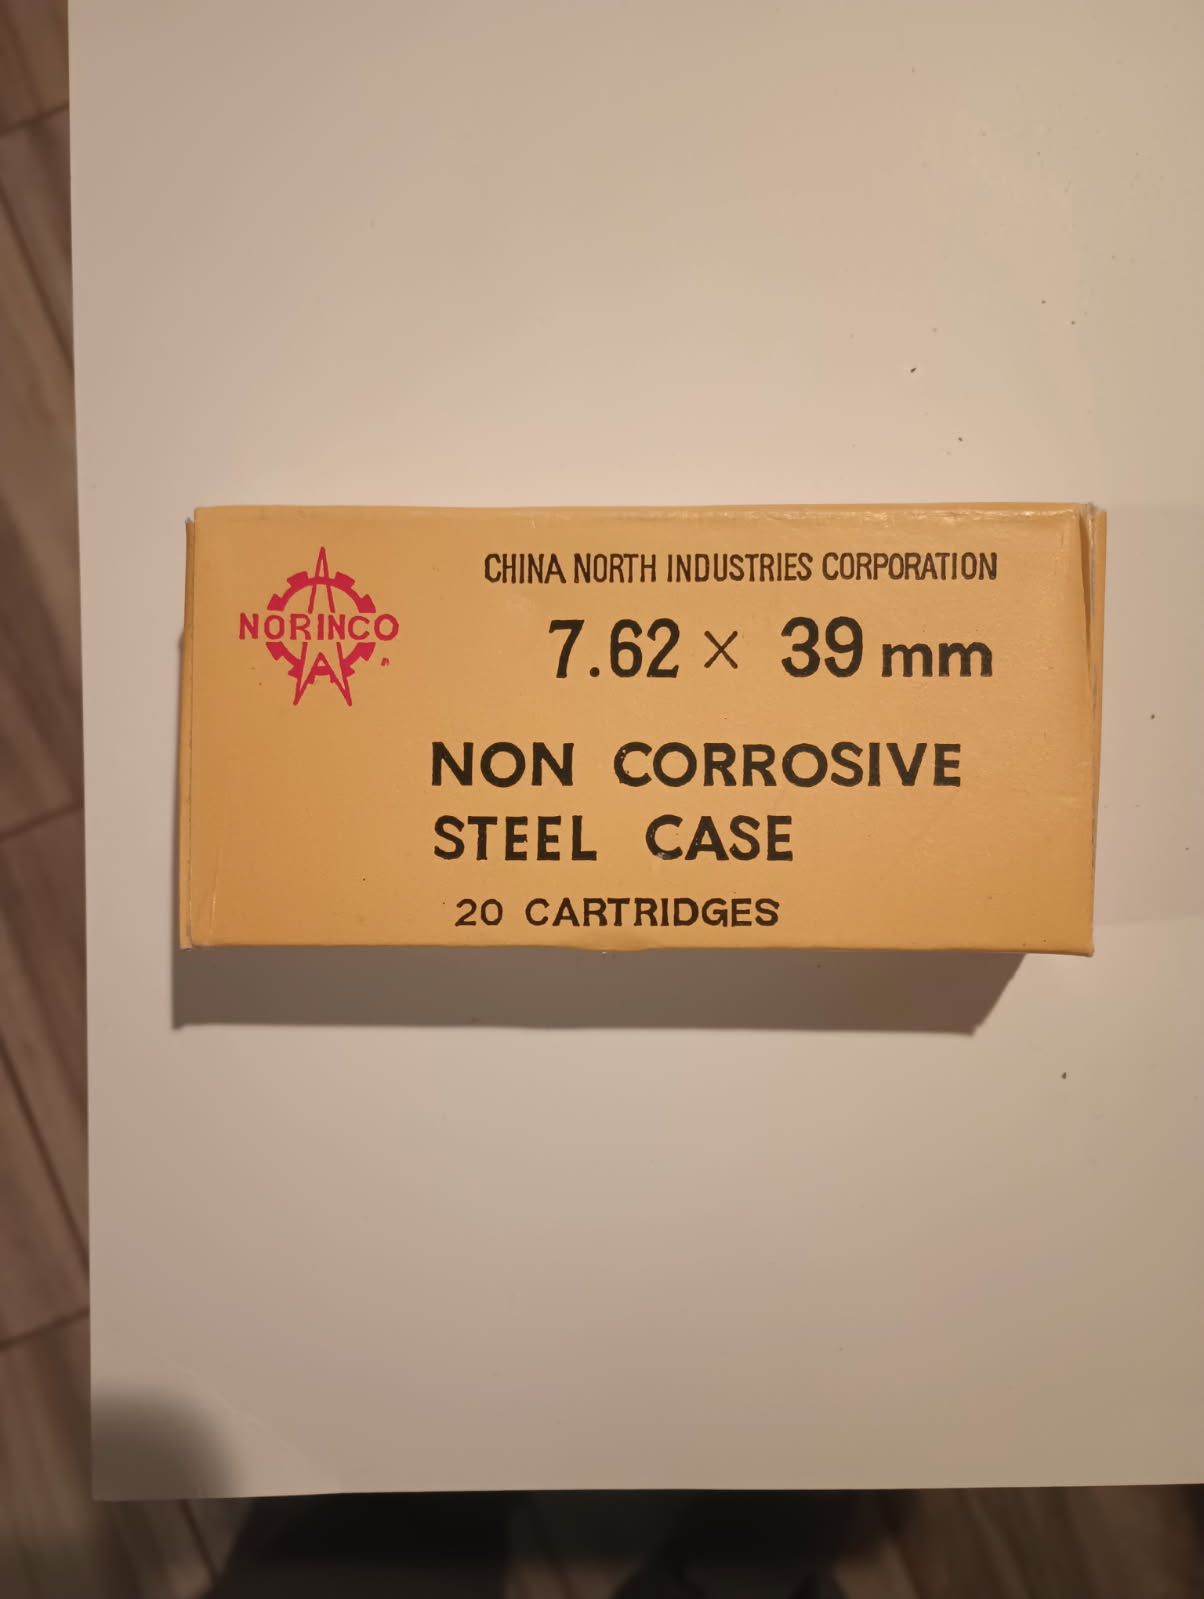 NORINCO
CHINA NORTH INDUSTRIES CORPORATION
7.62 × 39 mm
NON CORROSIVE
STEEL CASE
20 CARTRIDGES